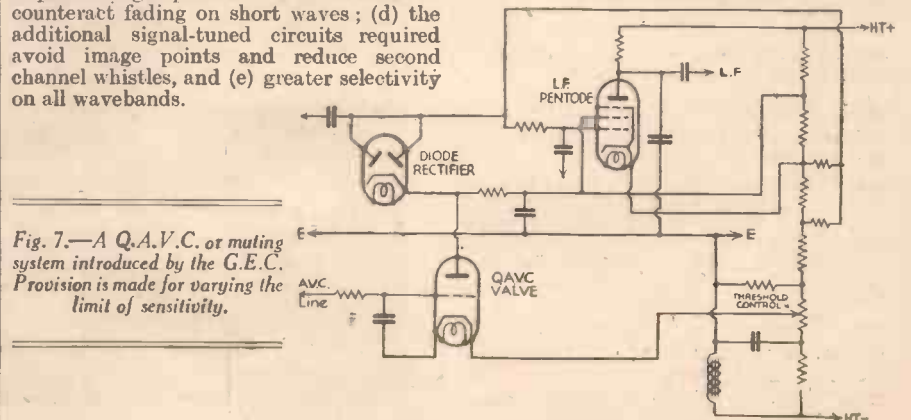 counteract fading on short waves; (d) the
additional signal-tuned circuits required
avoid image points and reduce second
channel whistles, and (e) greater selectivity
on all wavebands.
Fig. 7.—A Q.A.V.C. or muting
system introduced by the G.E.C.
Provision is made for varying the
limit of sensitivity.
HT+
L.F
L.F.
PENTODE
DIODE
RECTIFIER
E
E
A.V.C.
Line
QAVC
VALVE
THRESHOLD
CONTROL
HT-